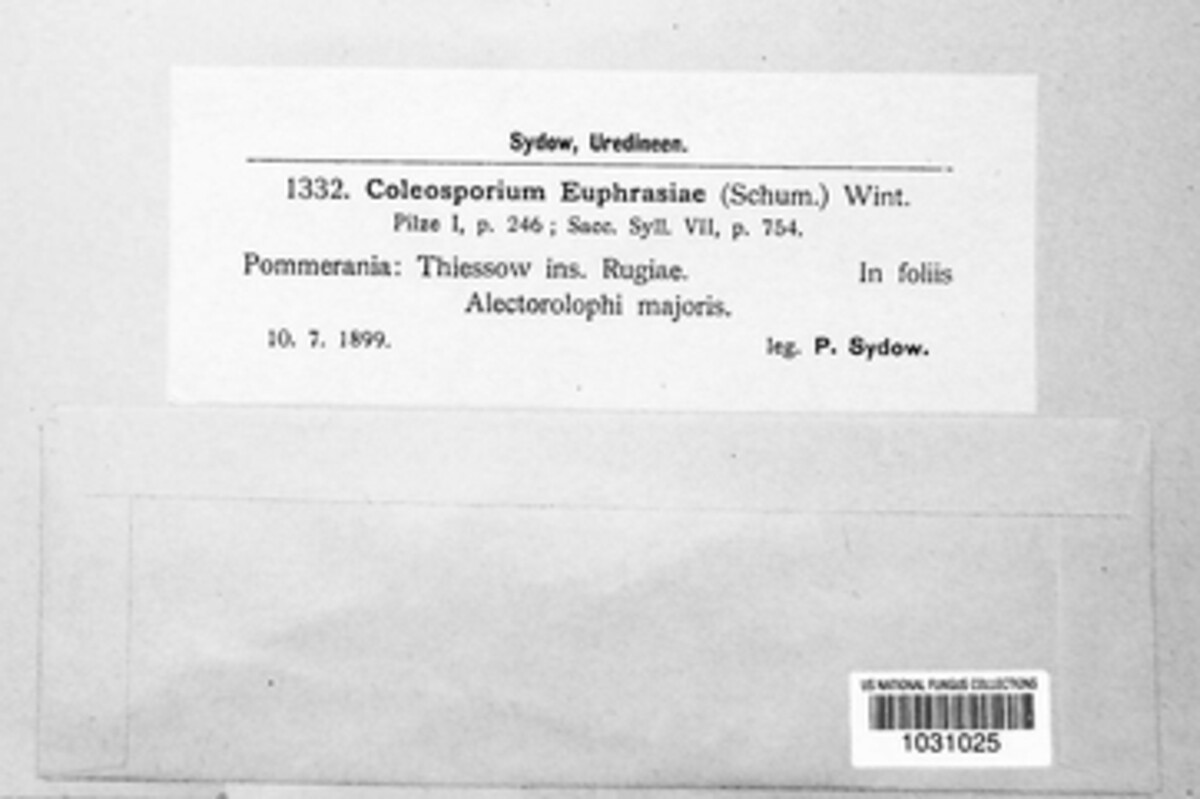 Sydow, Uredineen.
1332. Coleosporium Euphrasiae (Schum.) Wint.
Pilze I, p. 246 ; Sacc. Syll. VII, p. 754.
Pommerania: Thiessow ins. Rugiae. In foliis
Alectorolophi majoris.
10. 7. 1899. leg. P. Sydow.
US NATIONAL FUNGUS COLLECTIONS
1031025